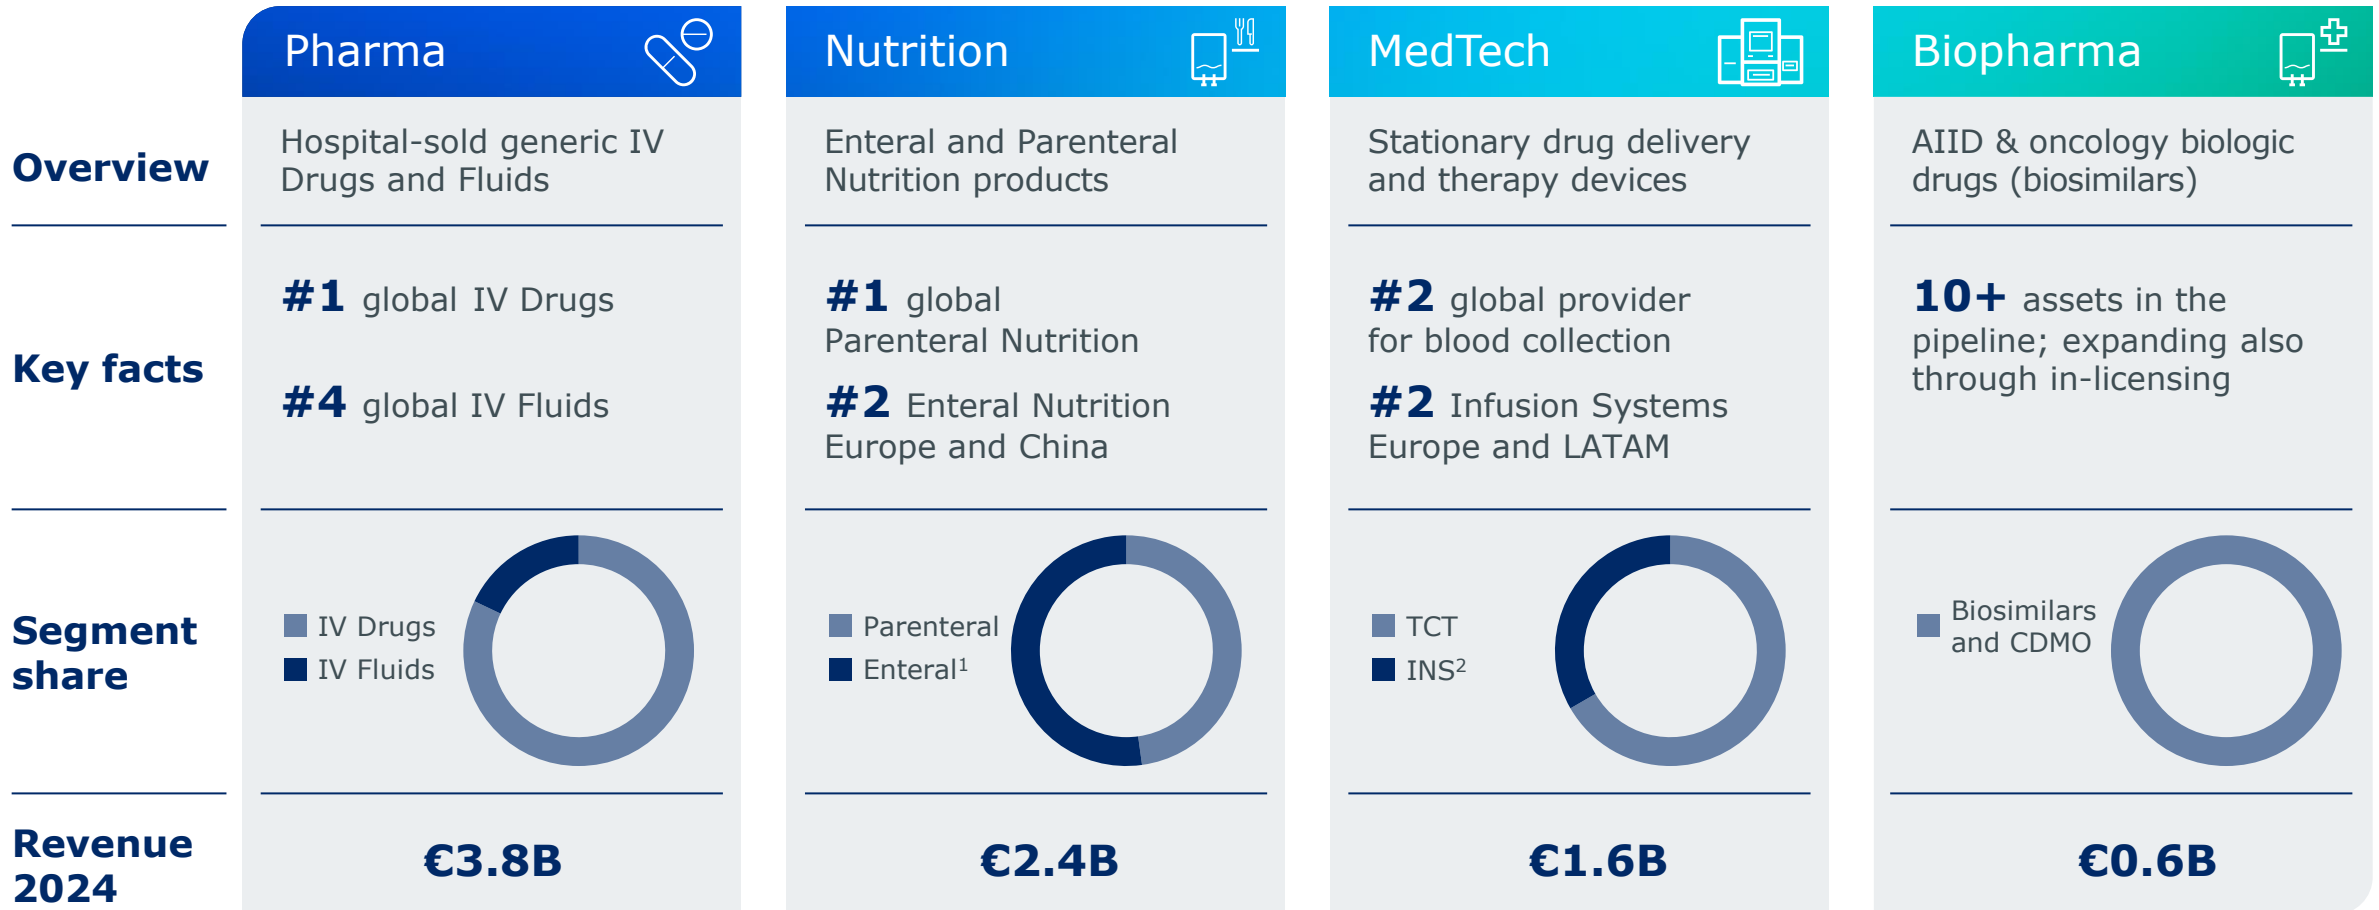 Pharma
Nutrition
MedTech
Biopharma
Overview
Hospital-sold generic IV
Drugs and Fluids
Enteral and Parenteral
Nutrition products
Stationary drug delivery
and therapy devices
AIID & oncology biologic
drugs (biosimilars)
Key facts
#1 global IV Drugs
#4 global IV Fluids
#1 global
Parenteral Nutrition
#2 Enteral Nutrition
Europe and China
#2 global provider
for blood collection
#2 Infusion Systems
Europe and LATAM
10+ assets in the
pipeline; expanding also
through in-licensing
Segment
share
IV Drugs
IV Fluids
Parenteral
Enteral¹
TCT
INS²
Biosimilars
and CDMO
Revenue
2024
€3.8B
€2.4B
€1.6B
€0.6B